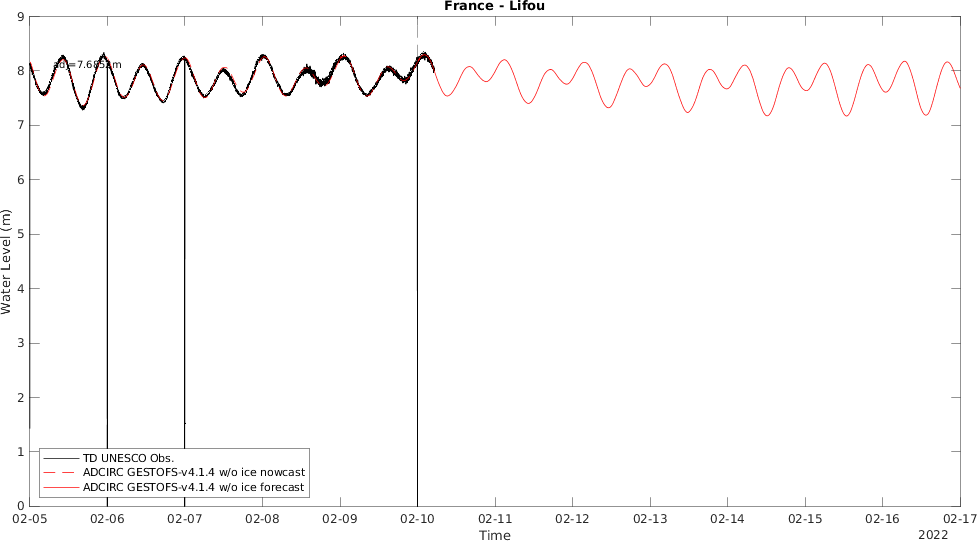 France - Lifou
9
8
7
6
5
4
3
2
1
0
Water Level (m)
TD UNESCO Obs.
ADCIRC GESTOFS-v4.1.4 w/o ice nowcast
ADCIRC GESTOFS-v4.1.4 w/o ice forecast
02-05 02-06 02-07 02-08 02-09 02-10 02-11 02-12 02-13 02-14 02-15 02-16 02-17
Time
2022